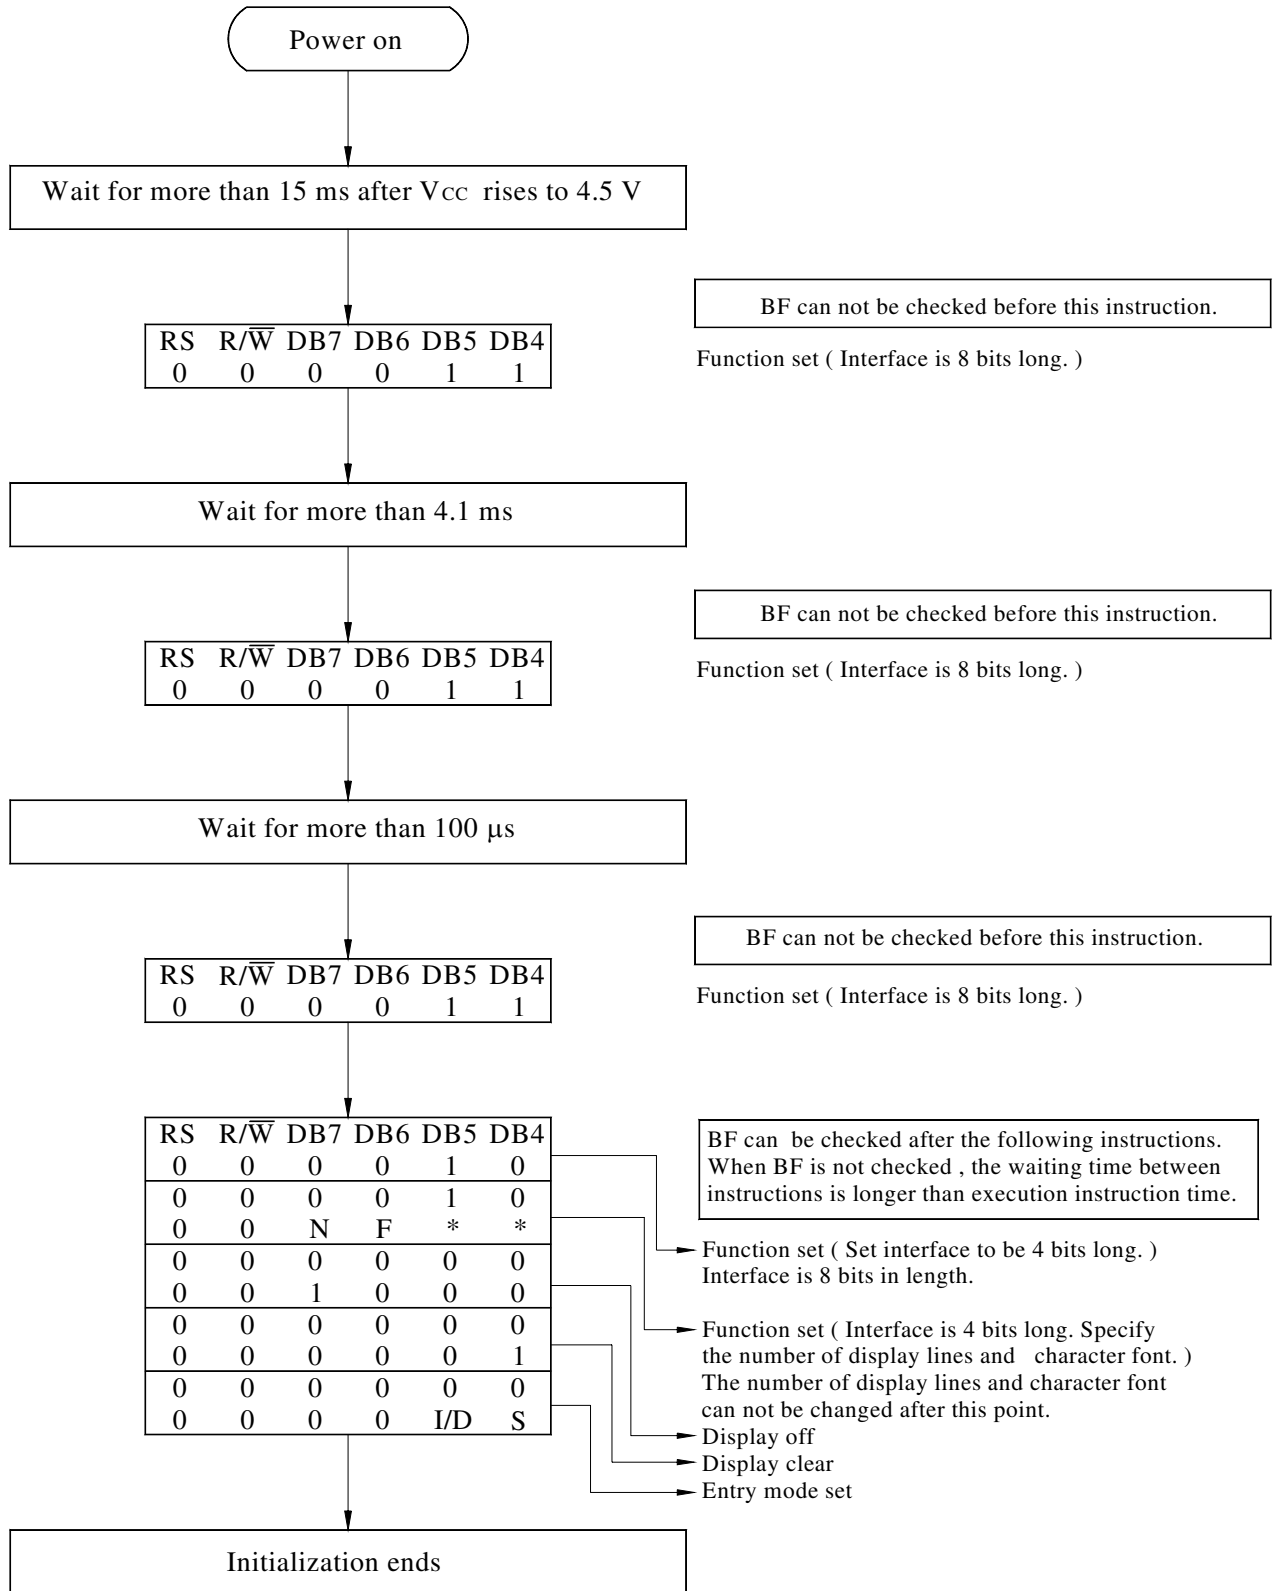 Power on
Wait for more than 15 ms after VCC rises to 4.5 V
BF can not be checked before this instruction.
RS R/W̅ DB7 DB6 DB5 DB4
0 0 0 0 1 1
Function set ( Interface is 8 bits long. )
Wait for more than 4.1 ms
BF can not be checked before this instruction.
RS R/W̅ DB7 DB6 DB5 DB4
0 0 0 0 1 1
Function set ( Interface is 8 bits long. )
Wait for more than 100 μs
BF can not be checked before this instruction.
RS R/W̅ DB7 DB6 DB5 DB4
0 0 0 0 1 1
Function set ( Interface is 8 bits long. )
RS R/W̅ DB7 DB6 DB5 DB4
0 0 0 0 1 0
0 0 0 0 1 0
0 0 N F * *
0 0 0 0 0 0
0 0 1 0 0 0
0 0 0 0 0 0
0 0 0 0 0 1
0 0 0 0 0 0
0 0 0 0 I/D S
BF can be checked after the following instructions.
When BF is not checked , the waiting time between
instructions is longer than execution instruction time.
Function set ( Set interface to be 4 bits long. )
Interface is 8 bits in length.
Function set ( Interface is 4 bits long. Specify
the number of display lines and character font. )
The number of display lines and character font
can not be changed after this point.
Display off
Display clear
Entry mode set
Initialization ends